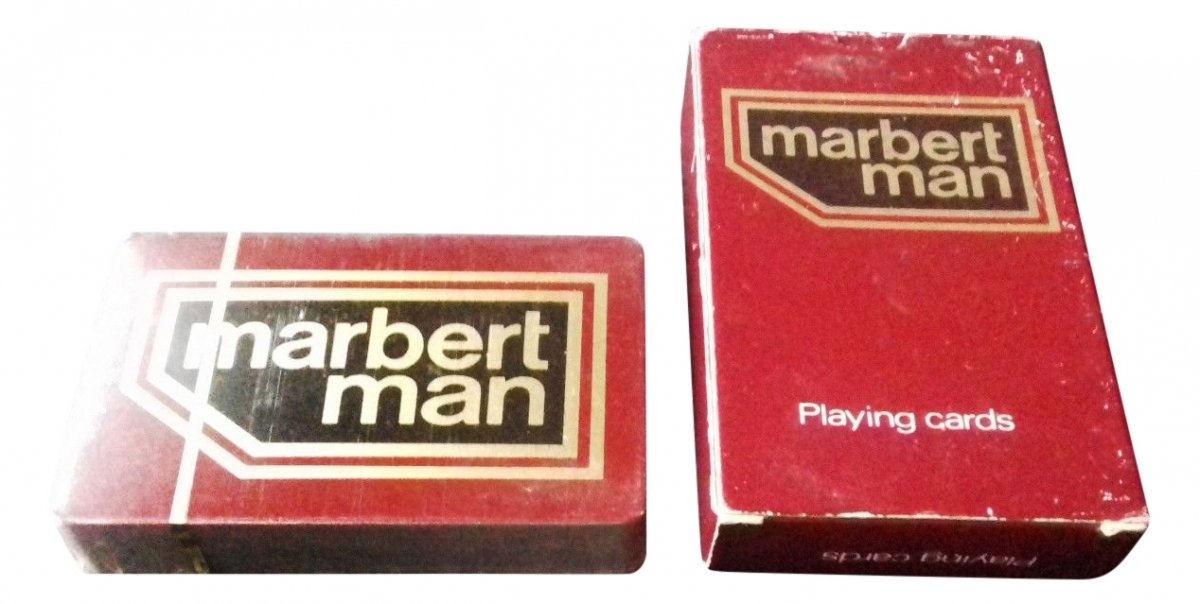 marbert
man
marbert
man
Playing cards
Playing cards